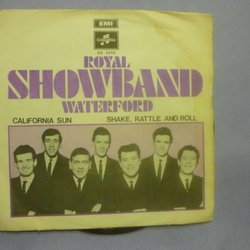 EMI
Columbia
ROYAL
SHOWBAND
WATERFORD
CALIFORNIA SUN SHAKE, RATTLE AND ROLL